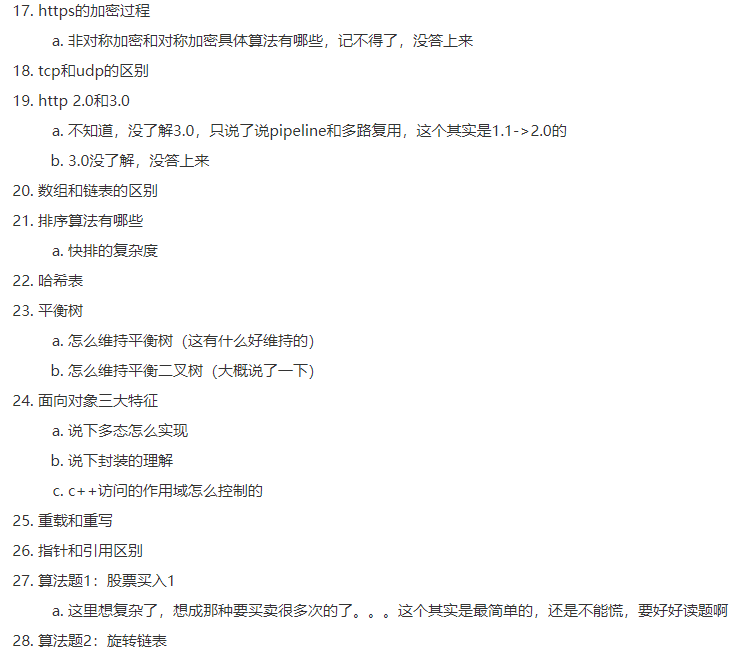 17. https的加密过程
a. 非对称加密和对称加密具体算法有哪些，记不得了，没答上来
18. tcp和udp的区别
19. http 2.0和3.0
a. 不知道，没了解3.0，只说了说pipeline和多路复用，这个其实是1.1->2.0的
b. 3.0没了解，没答上来
20. 数组和链表的区别
21. 排序算法有哪些
a. 快排的复杂度
22. 哈希表
23. 平衡树
a. 怎么维持平衡树（这有什么好维持的）
b. 怎么维持平衡二叉树（大概说了一下）
24. 面向对象三大特征
a. 说下多态怎么实现
b. 说下封装的理解
c. c++访问的作用域怎么控制的
25. 重载和重写
26. 指针和引用区别
27. 算法题1：股票买入1
a. 这里想复杂了，想成那种要买卖很多次的了。。。这个其实是最简单的，还是不能慌，要好好读题啊
28. 算法题2：旋转链表